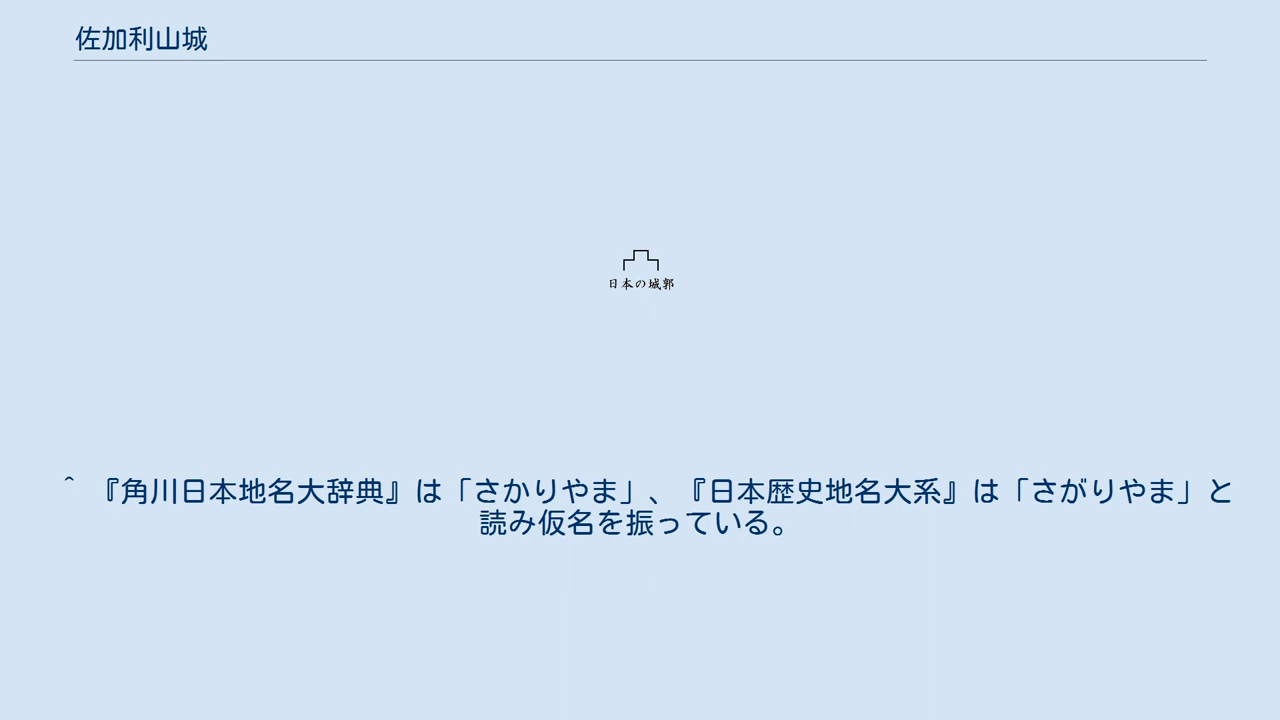 佐加利山城
日本の城郭
^ 『角川日本地名大辞典』は「さかりやま」、『日本歴史地名大系』は「さがりやま」と
読み仮名を振っている。